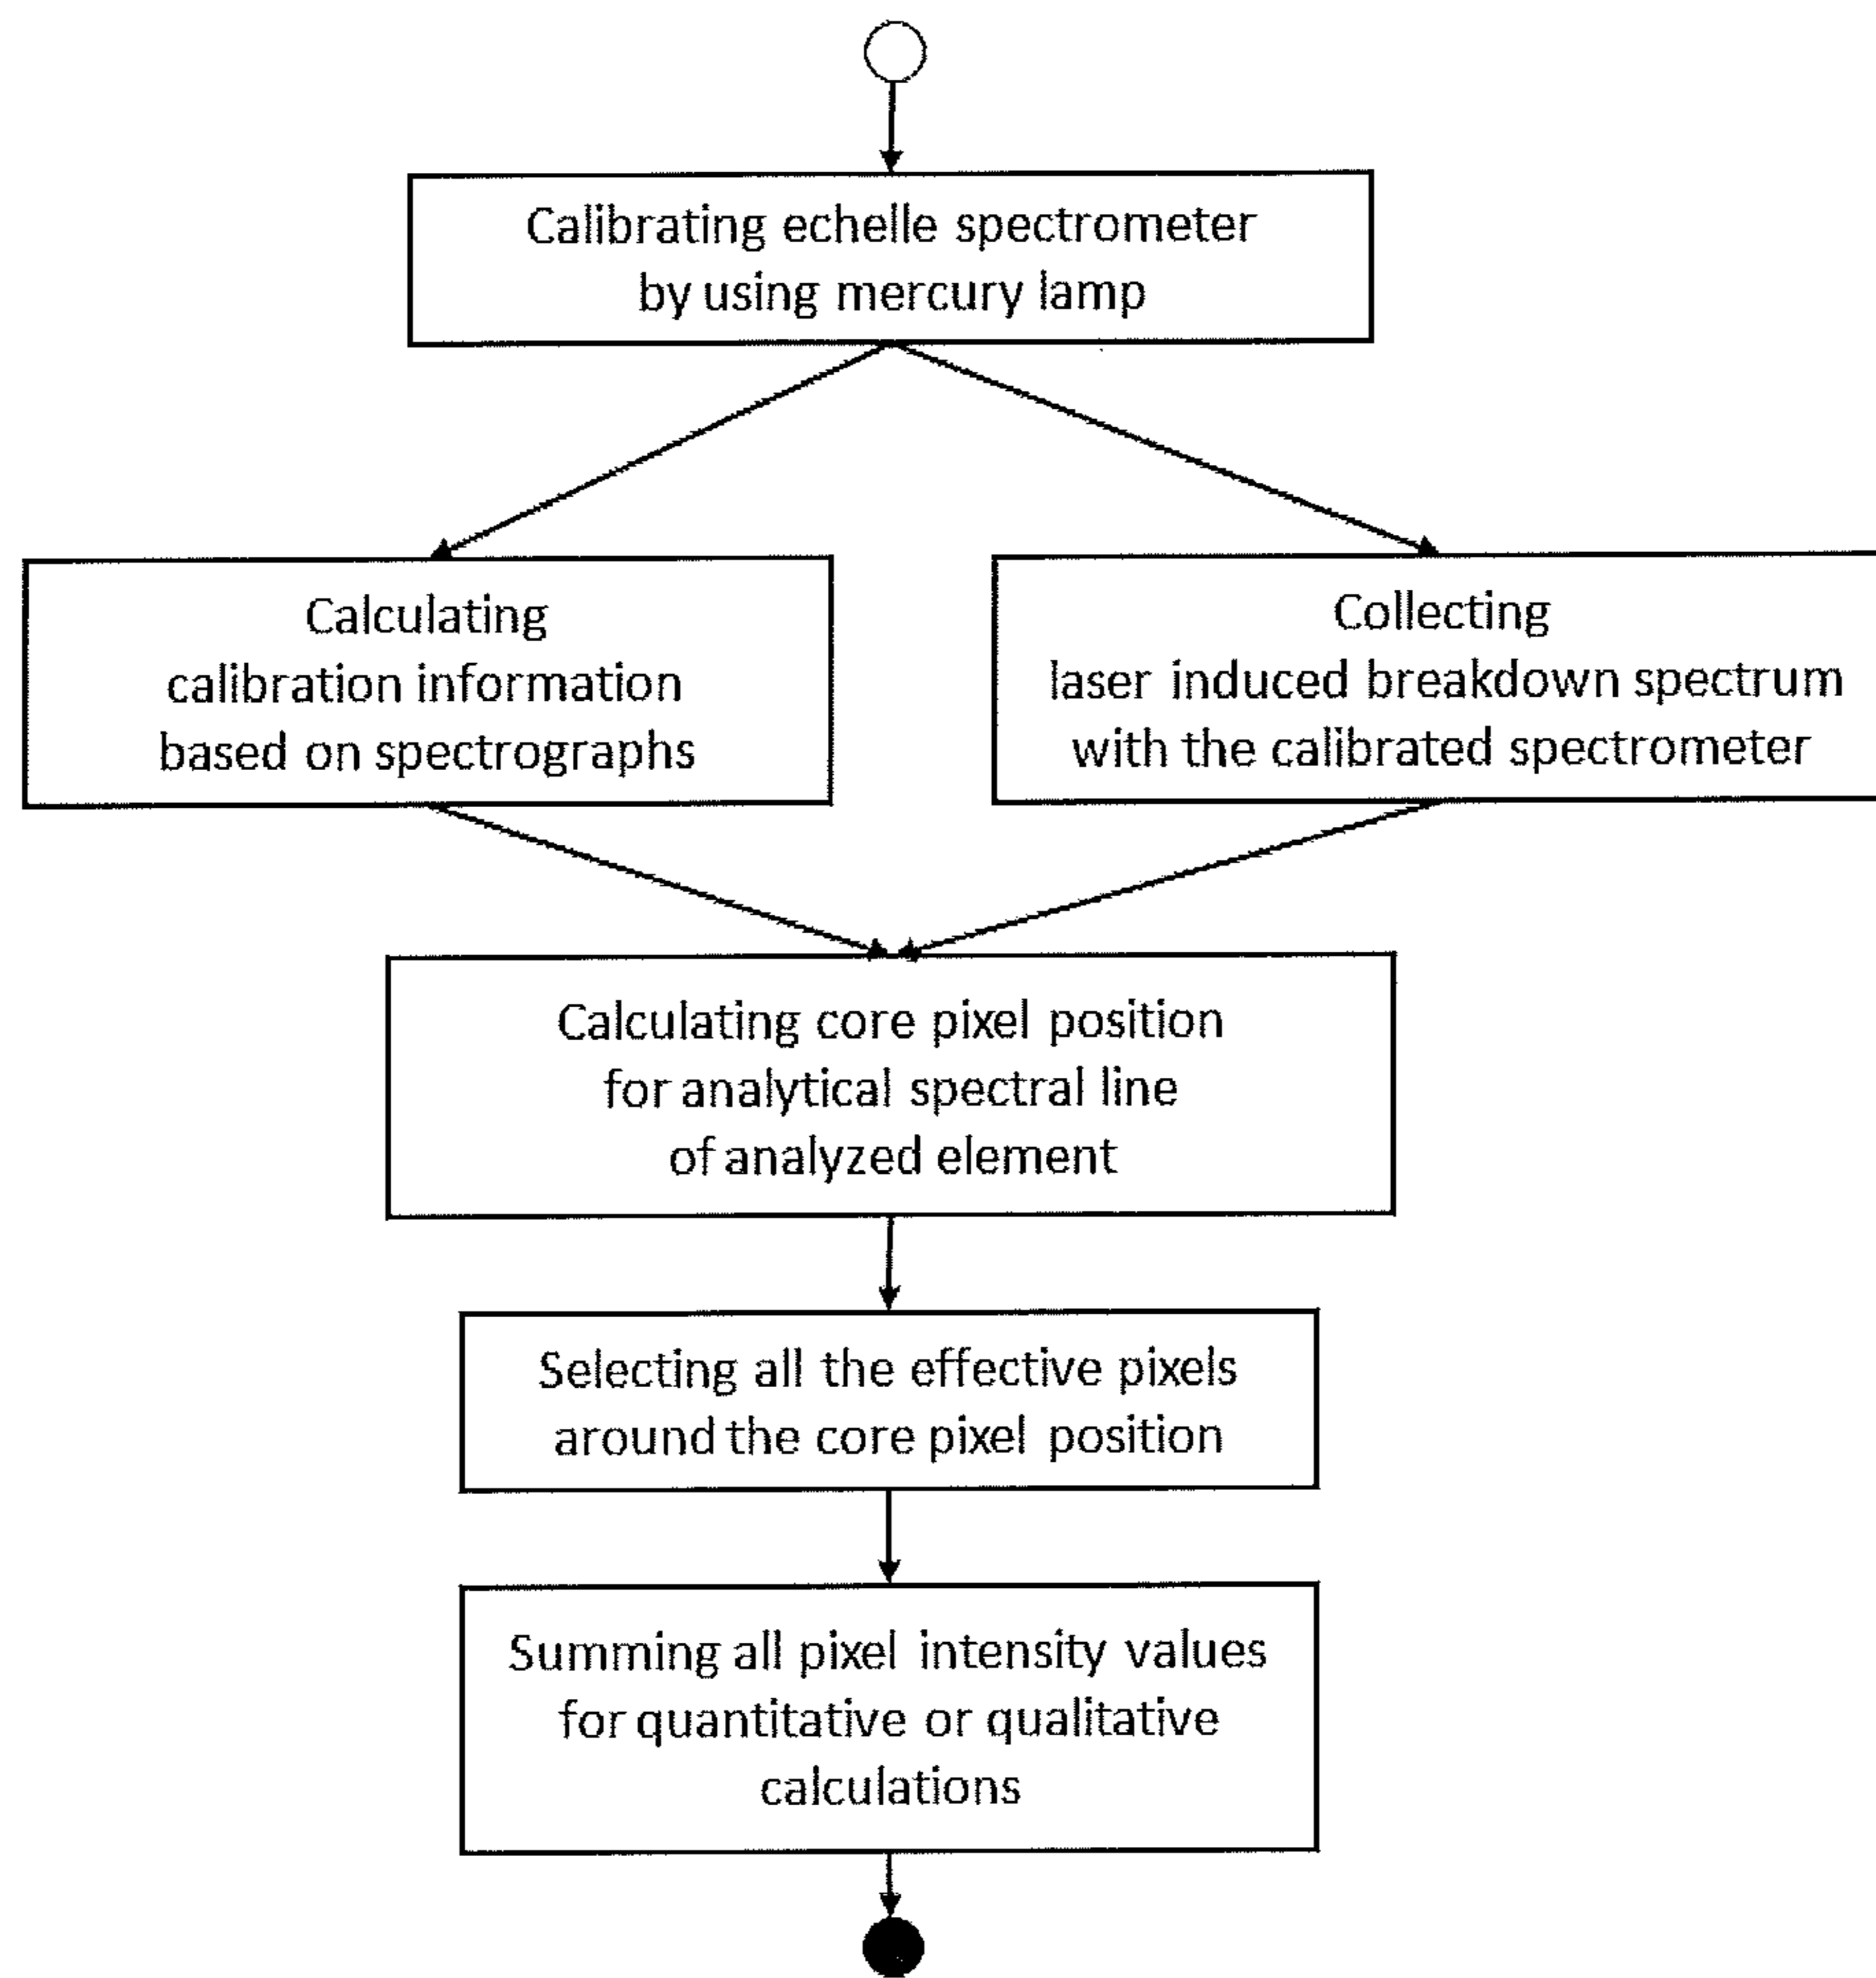 Calibrating echelle spectrometer
by using mercury lamp
Calculating
calibration information
based on spectrographs
Collecting
laser induced breakdown spectrum
with the calibrated spectrometer
Calculating core pixel position
for analytical spectral line
of analyzed element
Selecting all the effective pixels
around the core pixel position
Summing all pixel intensity values
for quantitative or qualitative
calculations